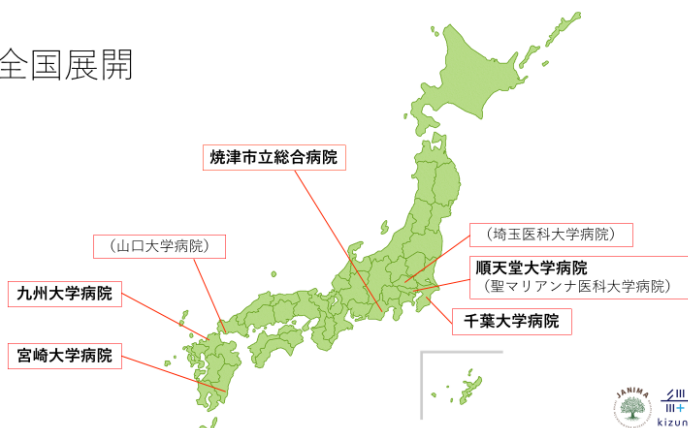 全国展開
焼津市立総合病院
（埼玉医科大学病院）
（山口大学病院）
順天堂大学病院
（聖マリアンナ医科大学病院）
九州大学病院
千葉大学病院
宮崎大学病院
JANIMA
kizun